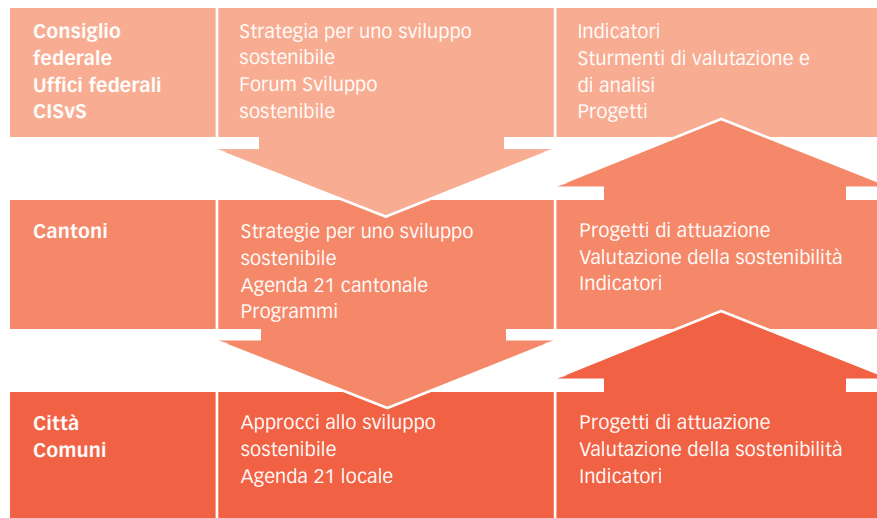 Consiglio
federale
Uffici federali
CISvS
Strategia per uno sviluppo
sostenibile
Forum Sviluppo
sostenibile
Indicatori
Sturmenti di valutazione e
di analisi
Progetti
Cantoni
Strategie per uno sviluppo
sostenibile
Agenda 21 cantonale
Programmi
Progetti di attuazione
Valutazione della sostenibilità
Indicatori
Città
Comuni
Approcci allo sviluppo
sostenibile
Agenda 21 locale
Progetti di attuazione
Valutazione della sostenibilità
Indicatori